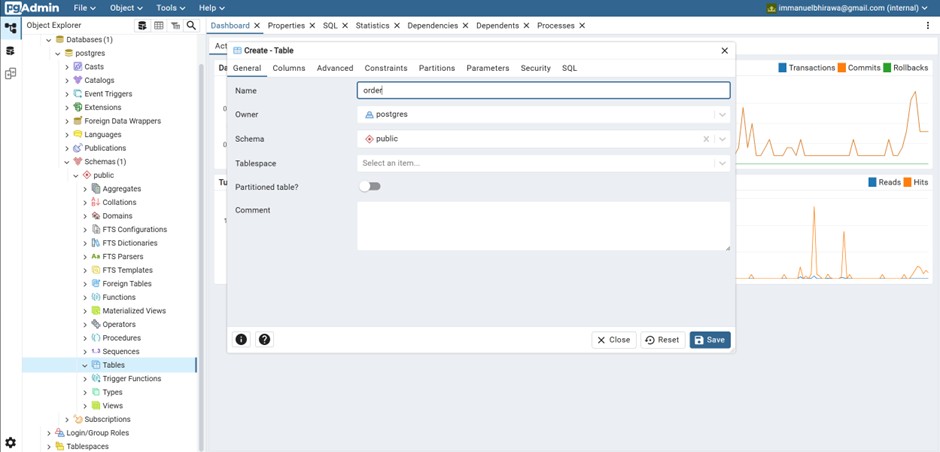 pgAdmin File Object Tools Help immanuelbhirawa@gmail.com (internal)
Object Explorer
Dashboard Properties SQL Statistics Dependencies Dependents Processes
Databases (1)
postgres
Casts
Catalogs
Event Triggers
Extensions
Foreign Data Wrappers
Languages
Publications
Schemas (1)
public
Aggregates
Collations
Domains
FTS Configurations
FTS Dictionaries
FTS Parsers
FTS Templates
Foreign Tables
Functions
Materialized Views
Operators
Procedures
Sequences
Tables
Trigger Functions
Types
Views
Subscriptions
Login/Group Roles
Tablespaces
Create - Table
General Columns Advanced Constraints Partitions Parameters Security SQL
Name order
Owner postgres
Schema public
Tablespace Select an item...
Partitioned table?
Comment
Close Reset Save
Transactions Commits Rollbacks
Reads Hits